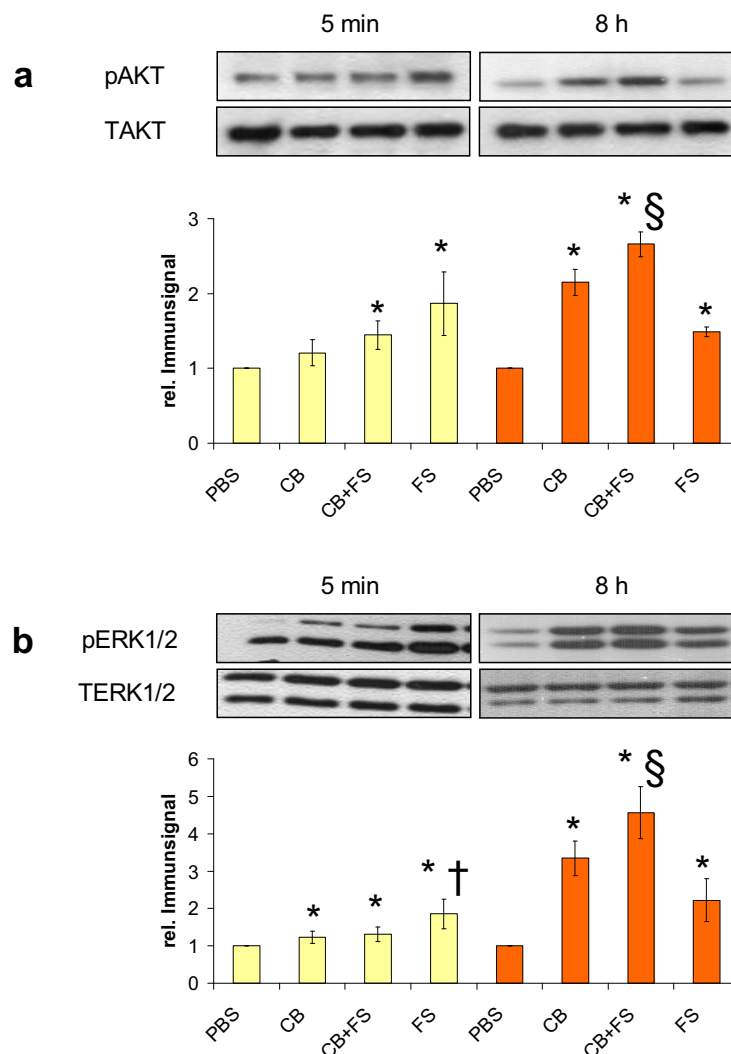 5 min 8 h
a pAKT
TAKT
* §
* *
* *
3
2
1
0
rel. Immunsignal
PBS CB CB+FS FS PBS CB CB+FS FS
5 min 8 h
b pERK1/2
TERK1/2
* §
*
* † *
* *
6
5
4
3
2
1
0
rel. Immunsignal
PBS CB CB+FS FS PBS CB CB+FS FS